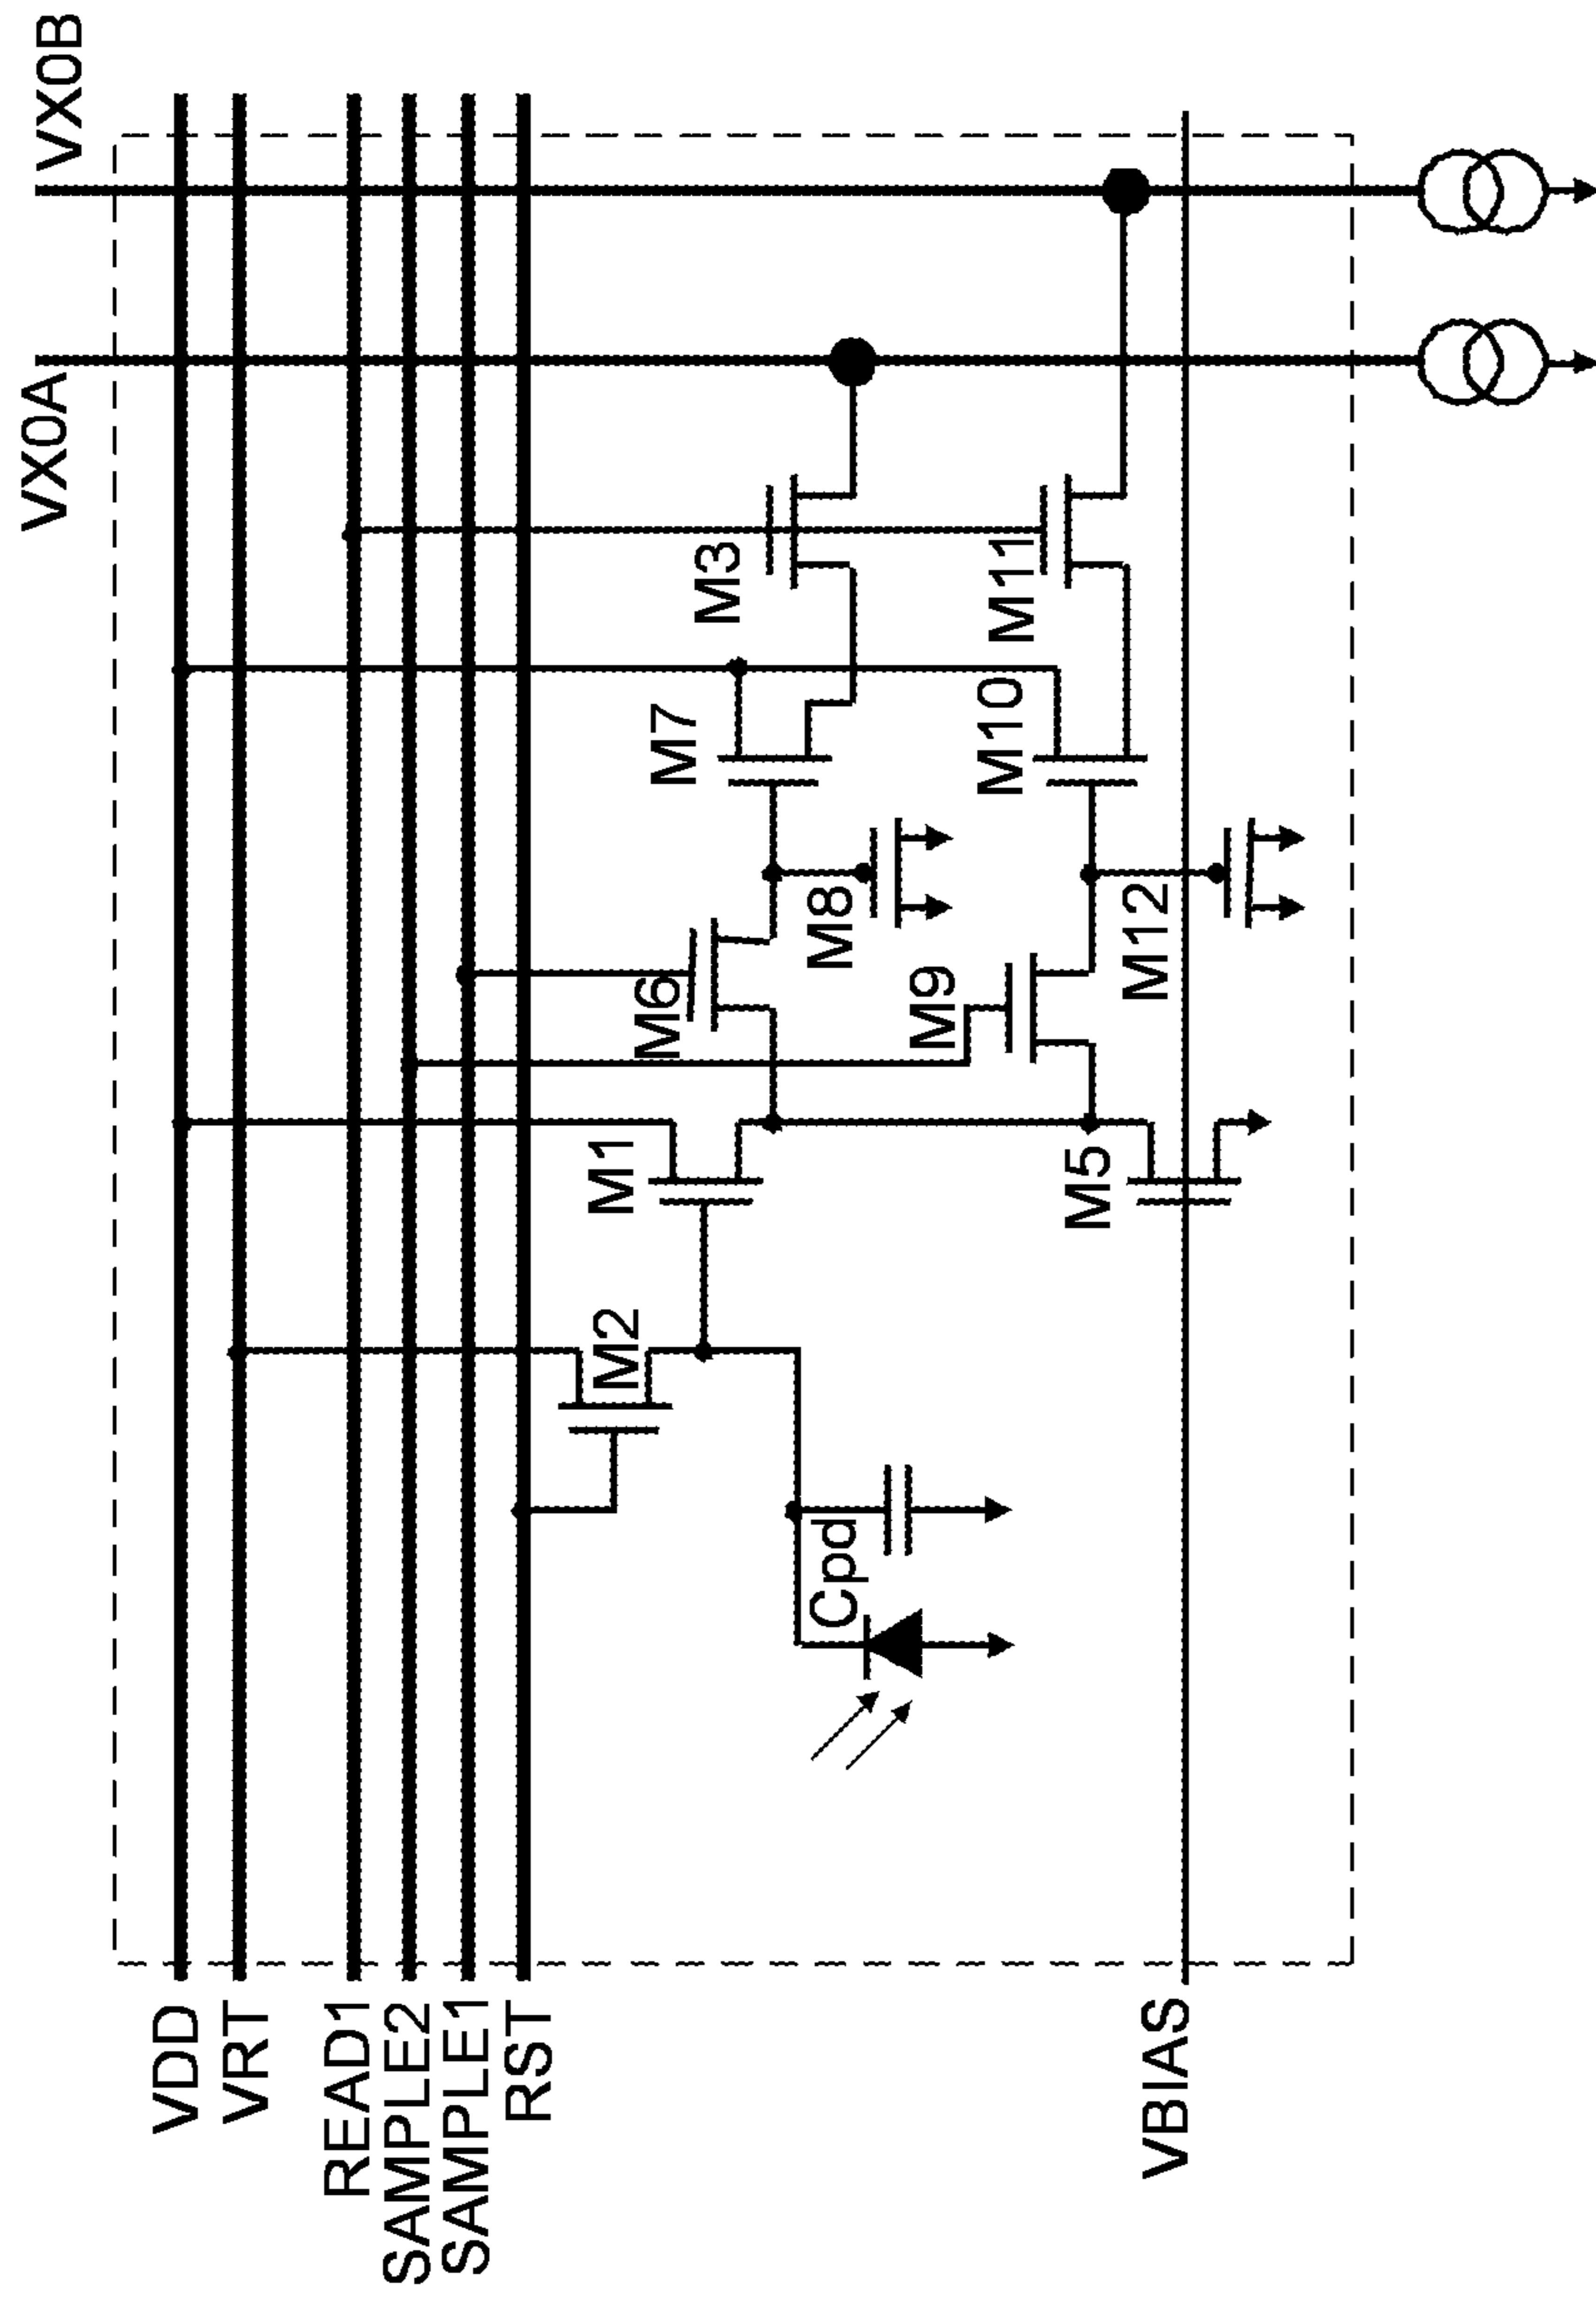 VDD
VRT
READ1
SAMPLE2
SAMPLE1
RST
VBIAS
VX0A
VX0B
Cpd
M2
M1
M5
M6
M9
M8
M12
M7
M10
M3
M11